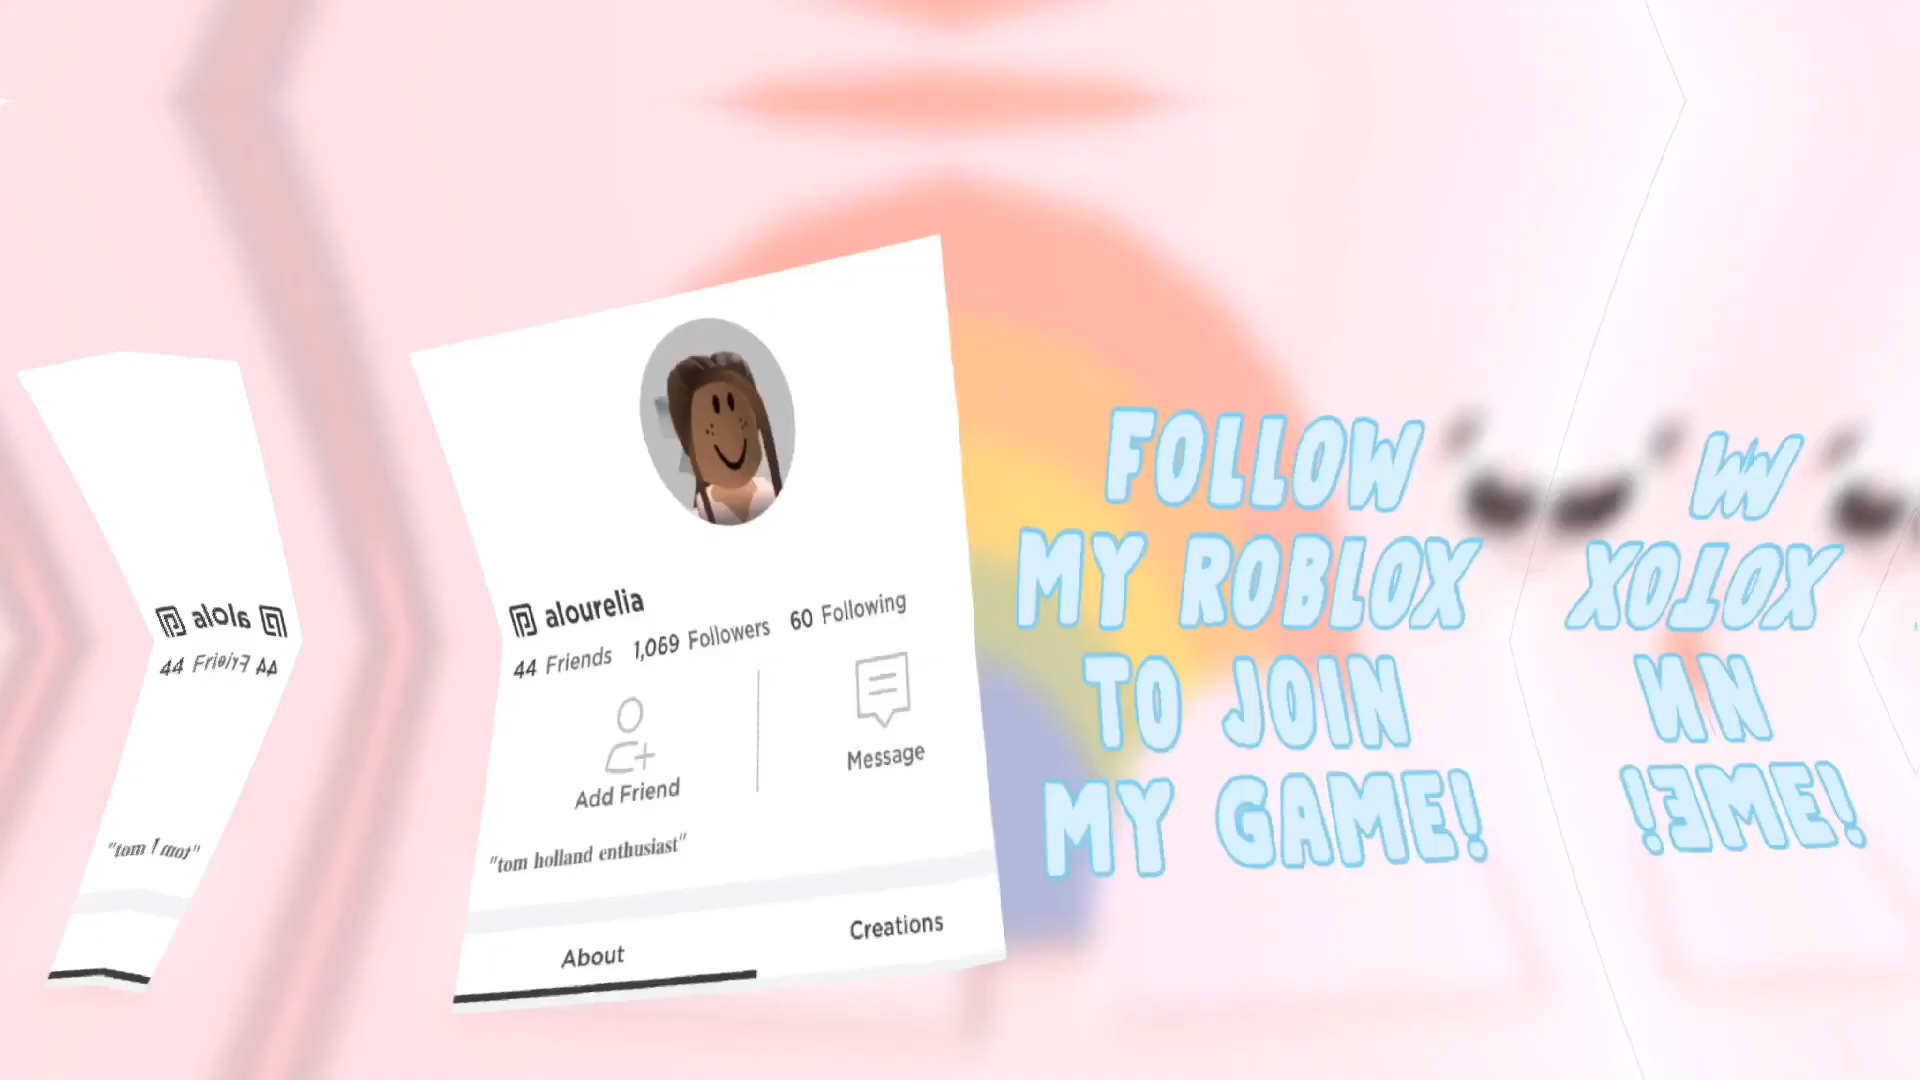 alourelia
44 Friends 1,069 Followers 60 Following
Add Friend
Message
"tom holland enthusiast"
About
Creations
FOLLOW
MY ROBLOX
TO JOIN
MY GAME!